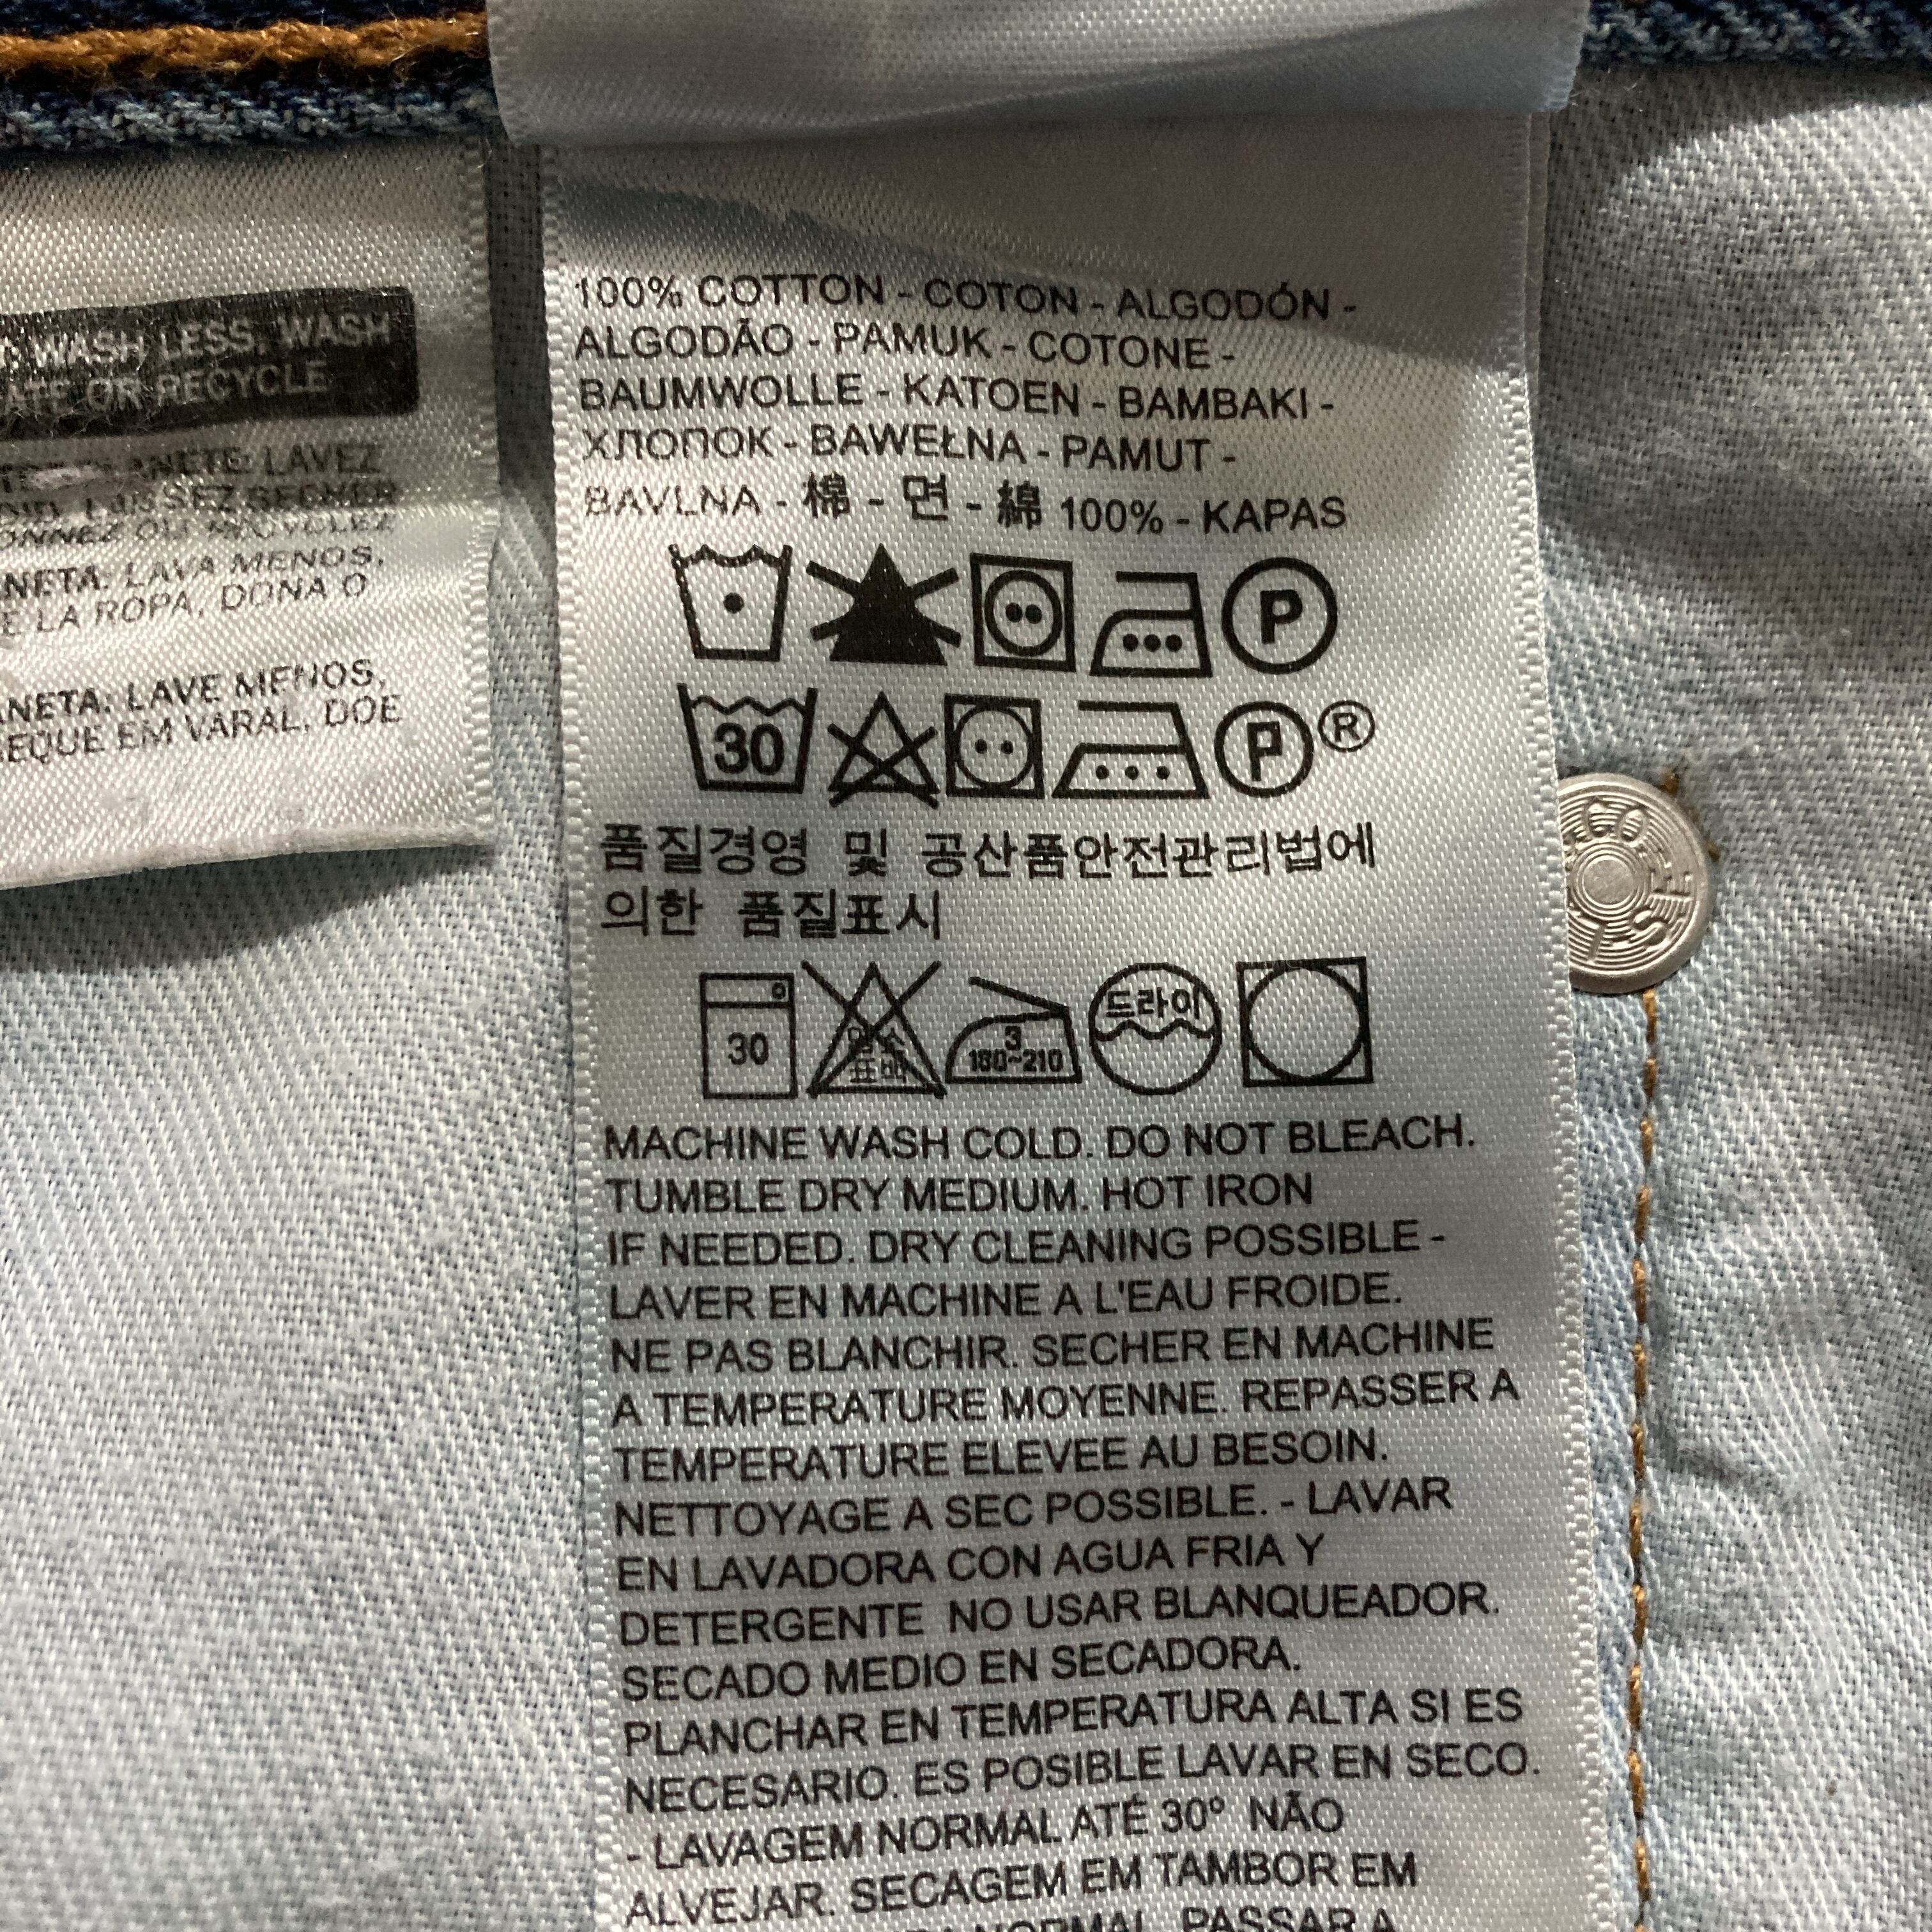 WASH LESS, WASH
OR RECYCLE
LAVEZ
SEZ SECHER
ONNEZ OU RECYCLEZ
NETA: LAVA MENOS,
E LA ROPA, DONA O
NETA: LAVE MENOS,
EQUE EM VARAL, DOE
100% COTTON - COTON - ALGODÓN -
ALGODÃO - PAMUK - COTONE -
BAUMWOLLE - KATOEN - BAMBAKI -
ХЛОПОК - BAWEŁNA - PAMUT -
BAVLNA - 棉 - 면 - 綿 100% - KAPAS
P
30 P ®
품질경영 및 공산품안전관리법에
의한 품질표시
30 3 180~210 드라이
MACHINE WASH COLD. DO NOT BLEACH.
TUMBLE DRY MEDIUM. HOT IRON
IF NEEDED. DRY CLEANING POSSIBLE -
LAVER EN MACHINE A L'EAU FROIDE.
NE PAS BLANCHIR. SECHER EN MACHINE
A TEMPERATURE MOYENNE. REPASSER A
TEMPERATURE ELEVEE AU BESOIN.
NETTOYAGE A SEC POSSIBLE. - LAVAR
EN LAVADORA CON AGUA FRIA Y
DETERGENTE NO USAR BLANQUEADOR.
SECADO MEDIO EN SECADORA.
PLANCHAR EN TEMPERATURA ALTA SI ES
NECESARIO. ES POSIBLE LAVAR EN SECO.
- LAVAGEM NORMAL ATÉ 30º NÃO
ALVEJAR. SECAGEM EM TAMBOR EM
NORMAL. PASSAR A